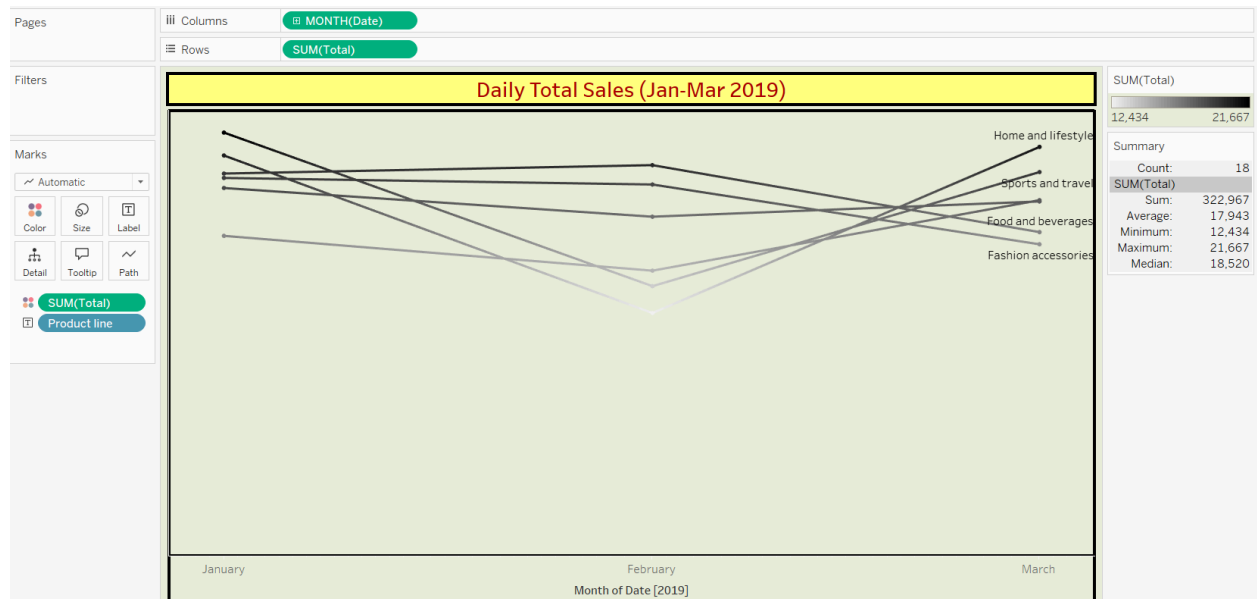 Pages
Columns
MONTH(Date)
Rows
SUM(Total)
Filters
Marks
Automatic
Color
Size
Label
Detail
Tooltip
Path
SUM(Total)
Product line
Daily Total Sales (Jan-Mar 2019)
Home and lifestyle
Sports and travel
Food and beverages
Fashion accessories
January
February
March
Month of Date [2019]
SUM(Total)
12,434 21,667
Summary
Count: 18
SUM(Total)
Sum: 322,967
Average: 17,943
Minimum: 12,434
Maximum: 21,667
Median: 18,520